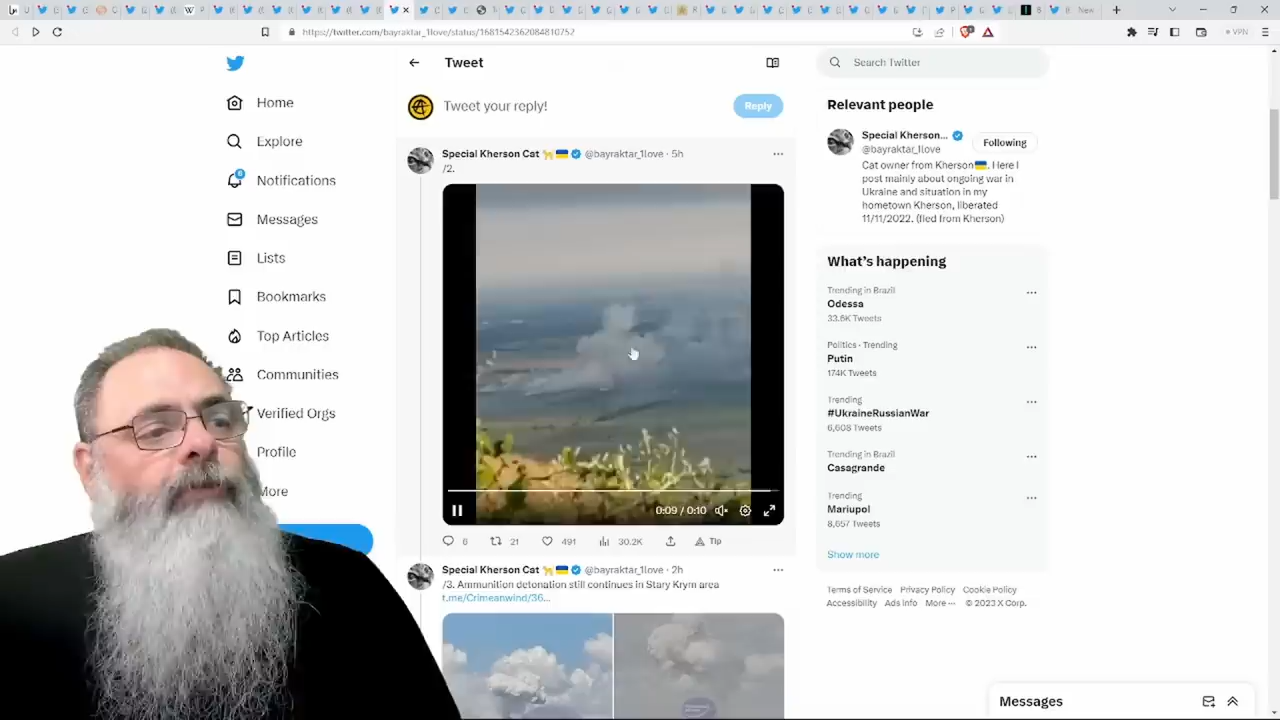 New
https://twitter.com/bayraktar_1love/status/1681542362084810752
VPN
Home
Explore
6
Notifications
Messages
Lists
Bookmarks
Top Articles
Communities
Verified Orgs
Profile
More
Tweet
Tweet your reply!
Reply
Special Kherson Cat 🐈🇺🇦 @bayraktar_1love · 5h
/2.
0:09 / 0:10
6
21
491
30.2K
Tip
Special Kherson Cat 🐈🇺🇦 @bayraktar_1love · 2h
/3. Ammunition detonation still continues in Stary Krym area
t.me/Crimeanwind/36...
Search Twitter
Relevant people
Special Kherson...
@bayraktar_1love
Following
Cat owner from Kherson🇺🇦. Here I
post mainly about ongoing war in
Ukraine and situation in my
hometown Kherson, liberated
11/11/2022. (fled from Kherson)
What's happening
Trending in Brazil
Odessa
33.6K Tweets
Politics · Trending
Putin
174K Tweets
Trending
#UkraineRussianWar
6,608 Tweets
Trending in Brazil
Casagrande
Trending
Mariupol
8,657 Tweets
Show more
Terms of Service Privacy Policy Cookie Policy
Accessibility Ads info More ··· © 2023 X Corp.
Messages